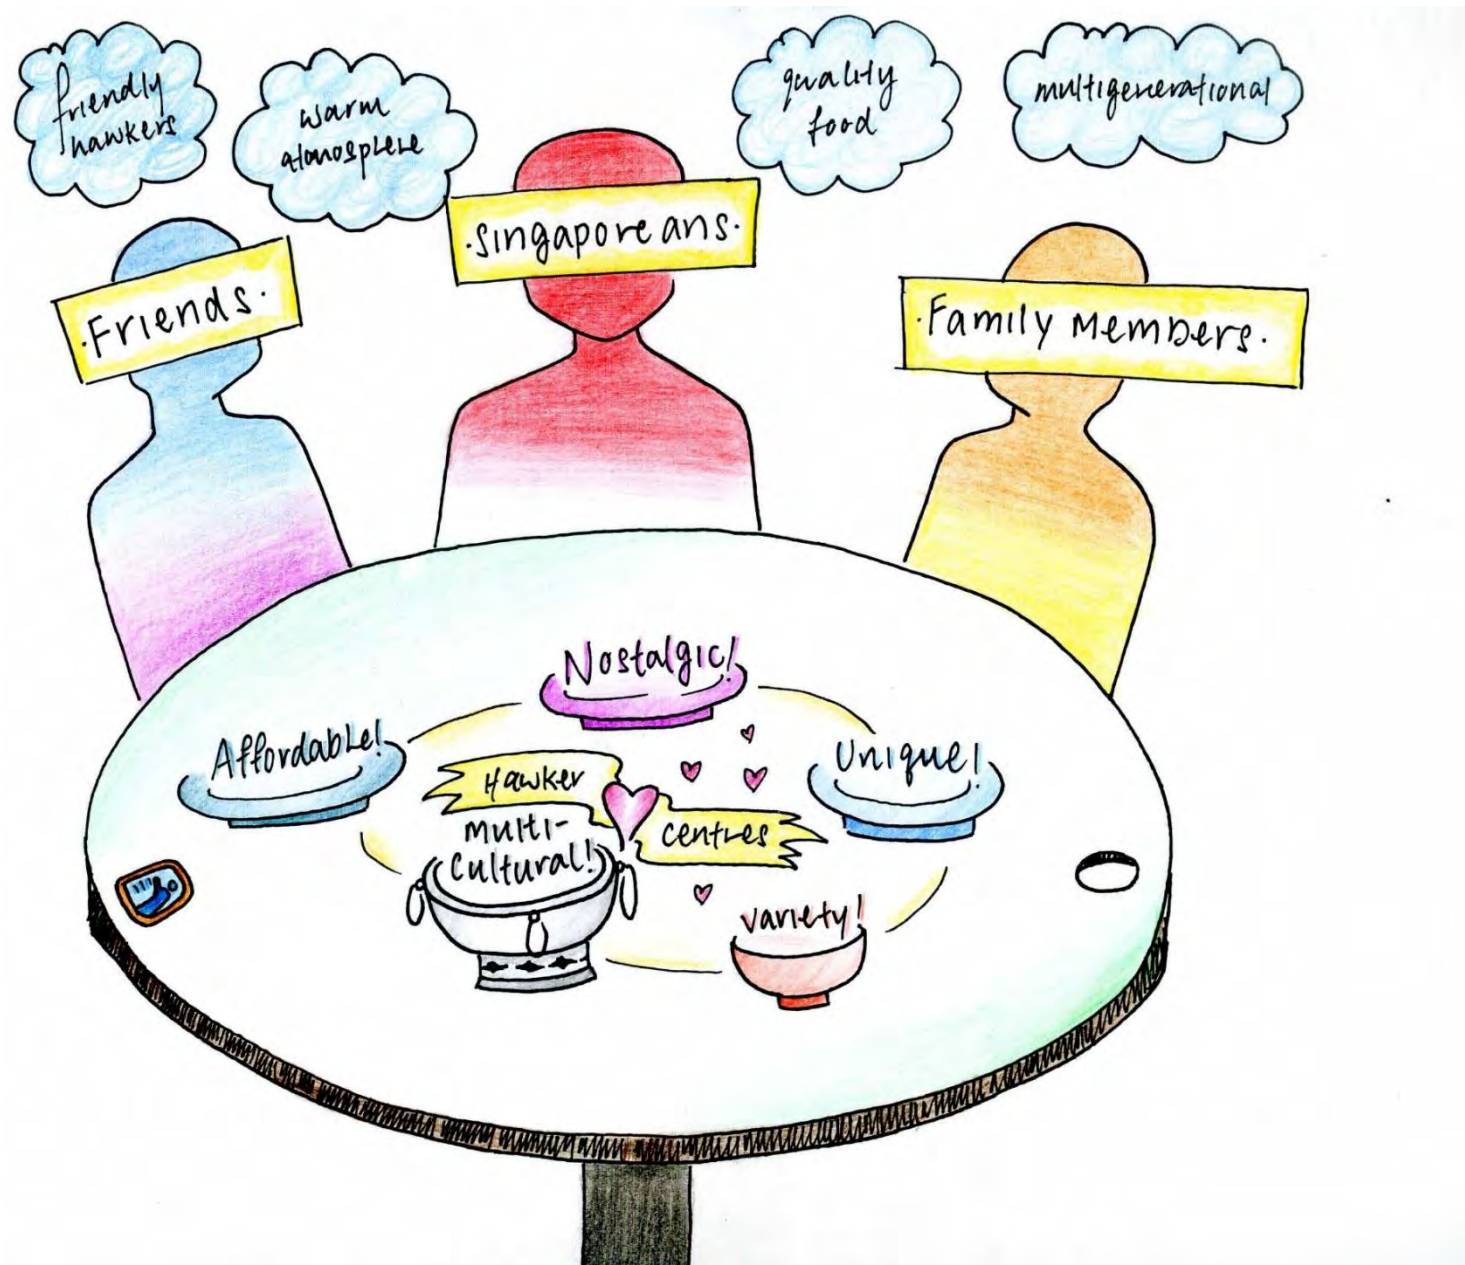 friendly
hawkers
warm
atmosphere
quality
food
multigenerational
·Singaporeans·
·Friends·
·Family Members·
Nostalgic!
Affordable!
Unique!
Hawker
centres
multi-
cultural!
variety!